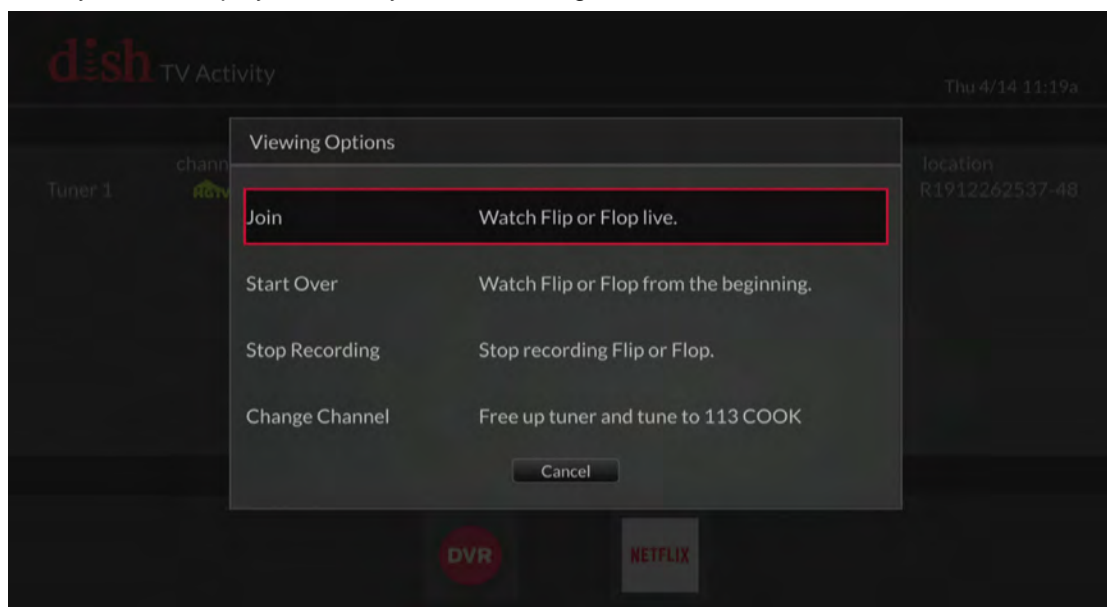 dish TV Activity
Thu 4/14 11:19a
Viewing Options
chann
location
Tuner 1
R1912262537-48
Join Watch Flip or Flop live.
Start Over Watch Flip or Flop from the beginning.
Stop Recording Stop recording Flip or Flop.
Change Channel Free up tuner and tune to 113 COOK
Cancel
DVR
NETFLIX